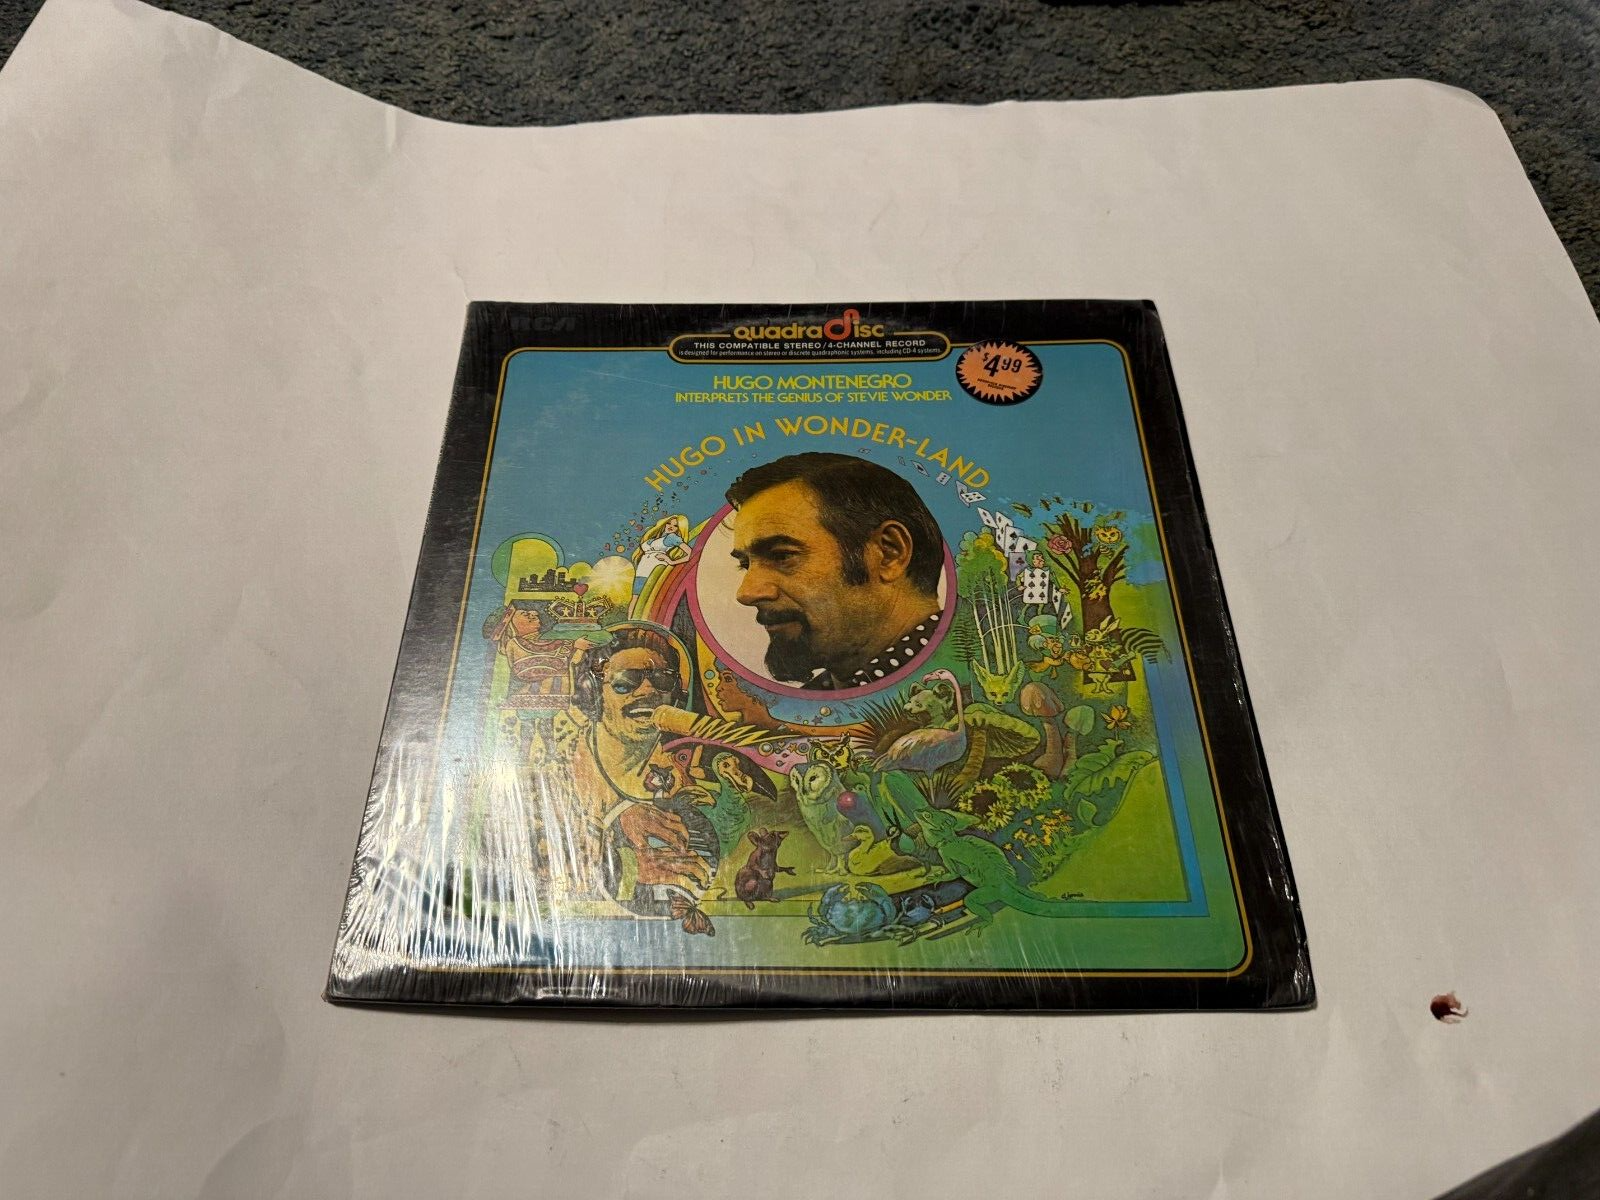 RCA
quadradisc
THIS COMPATIBLE STEREO/4-CHANNEL RECORD
is designed for performance on stereo or discrete quadraphonic systems, including CD-4 systems.
$4.99
HUGO MONTENEGRO
INTERPRETS THE GENIUS OF STEVIE WONDER
HUGO IN WONDER-LAND